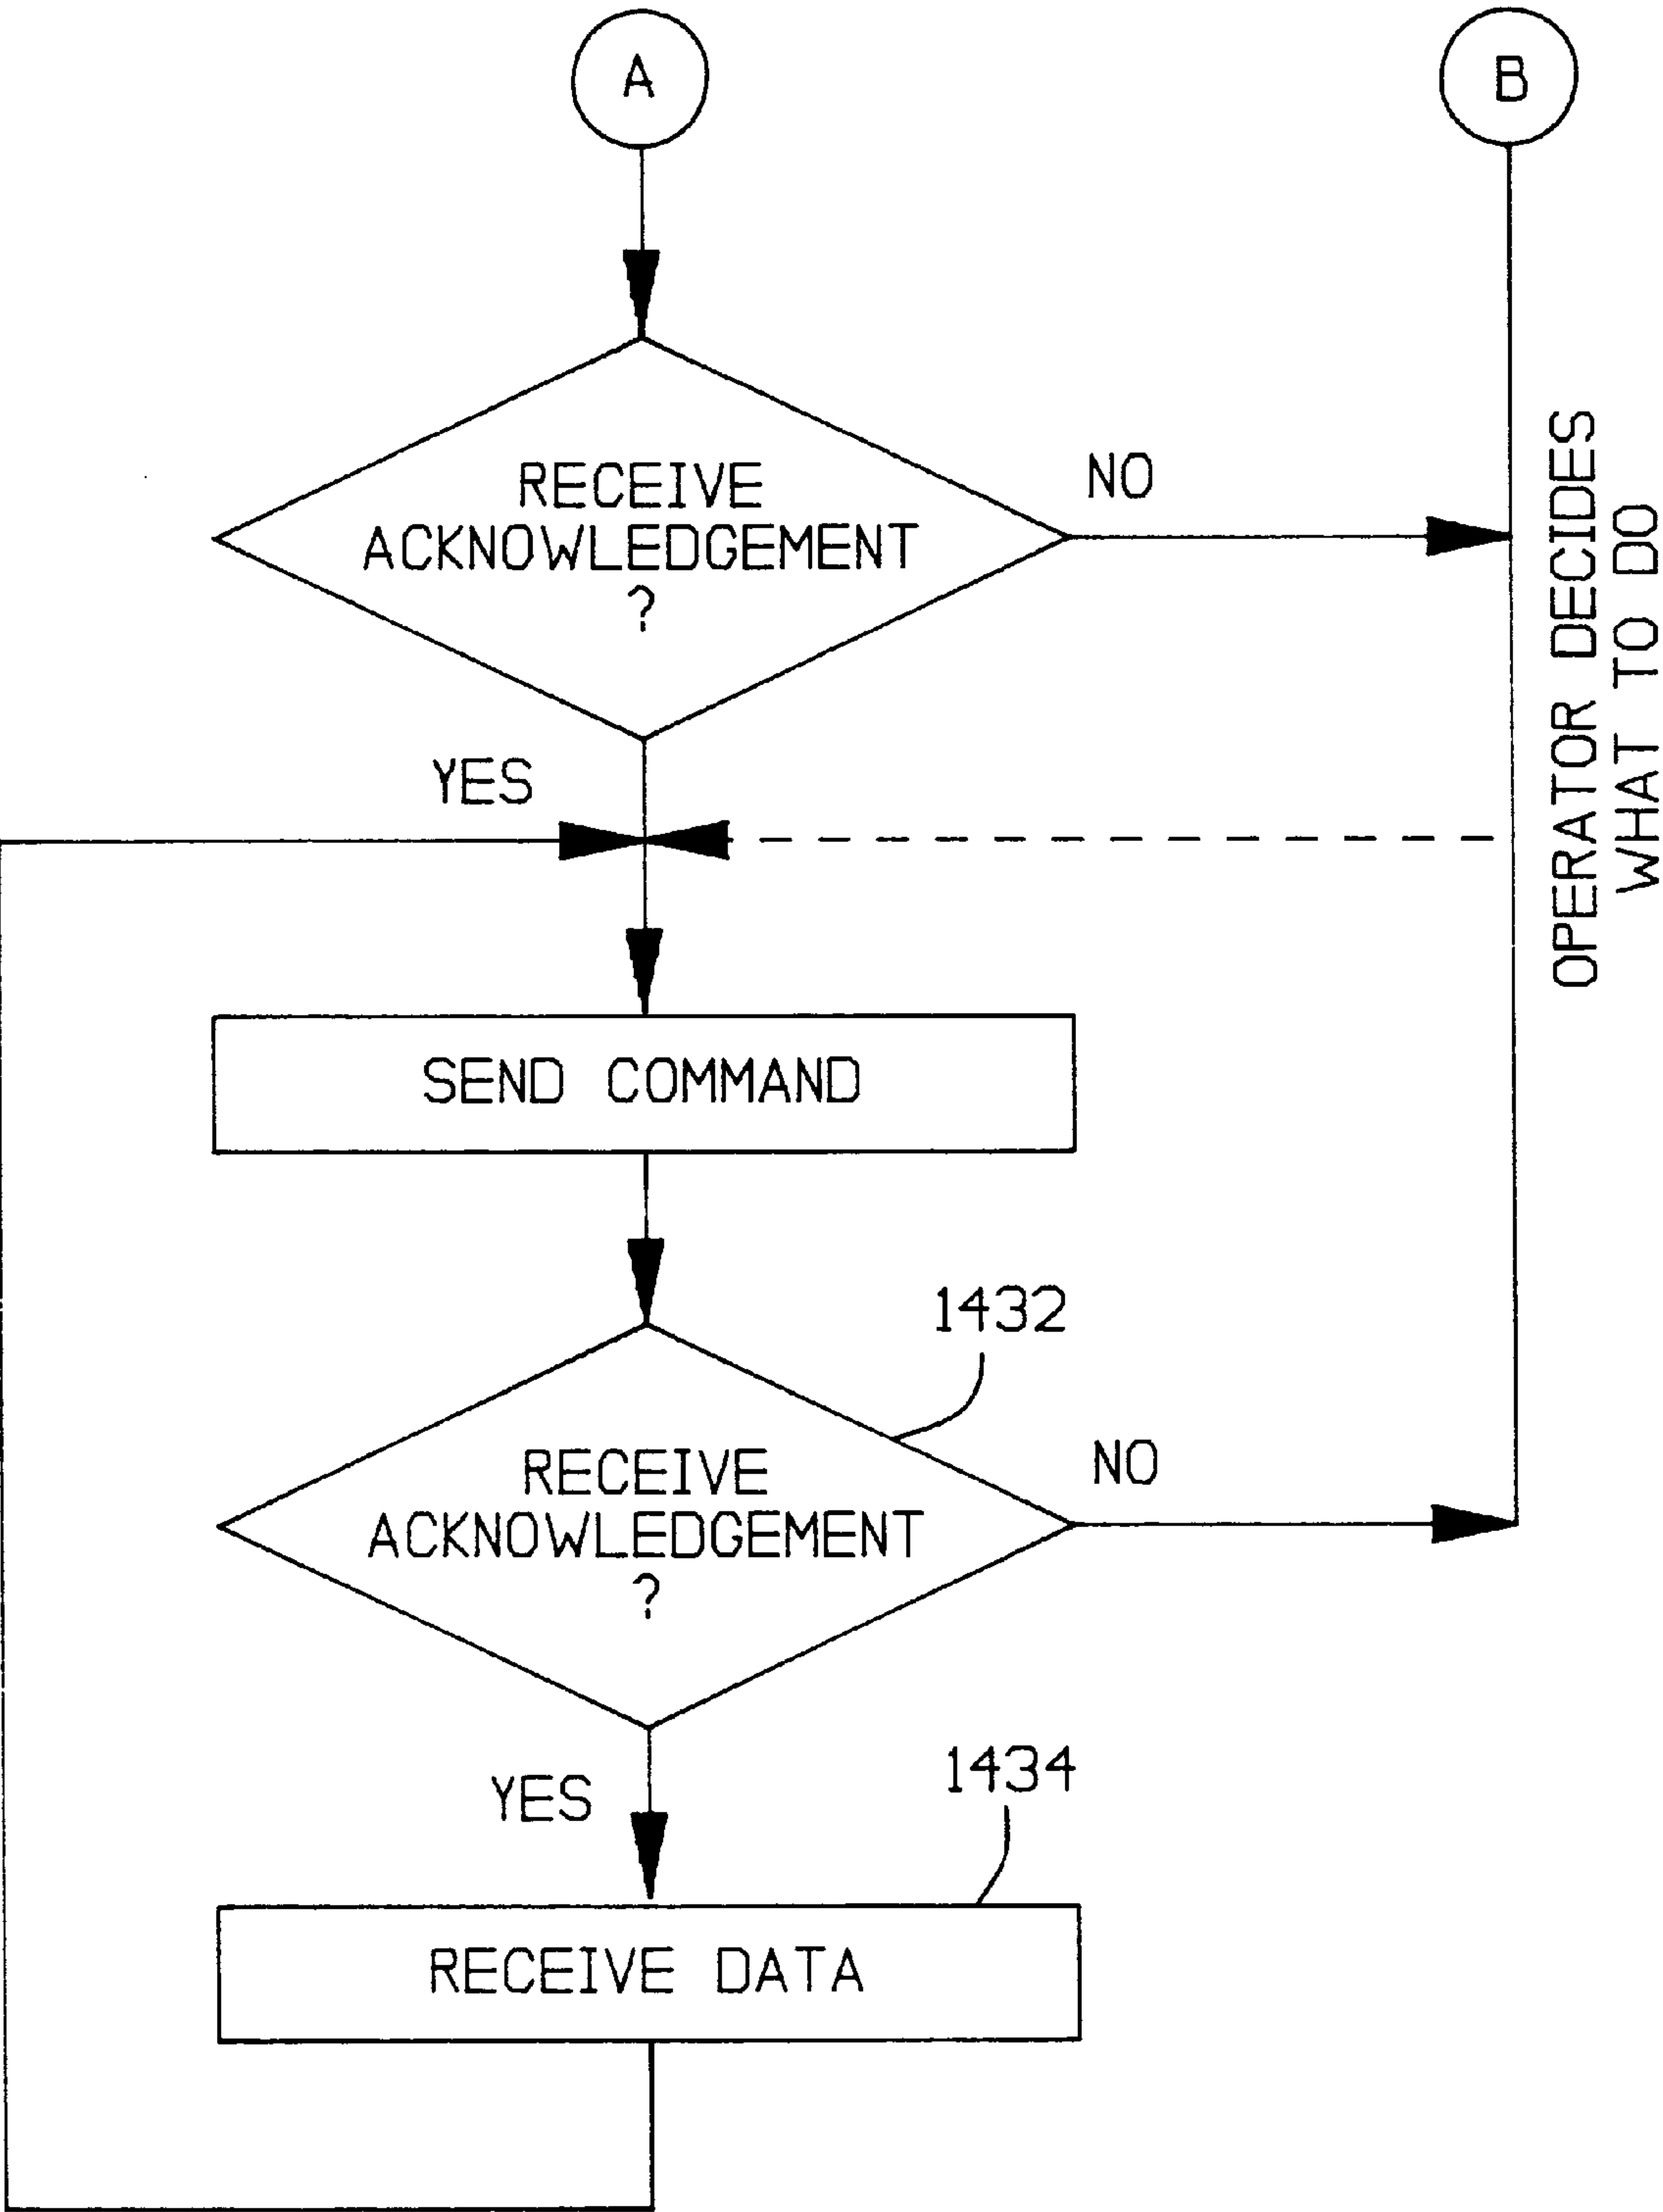 A
B
RECEIVE
ACKNOWLEDGEMENT
?
NO
OPERATOR DECIDES
WHAT TO DO
YES
SEND COMMAND
1432
RECEIVE
ACKNOWLEDGEMENT
?
NO
YES
1434
RECEIVE DATA